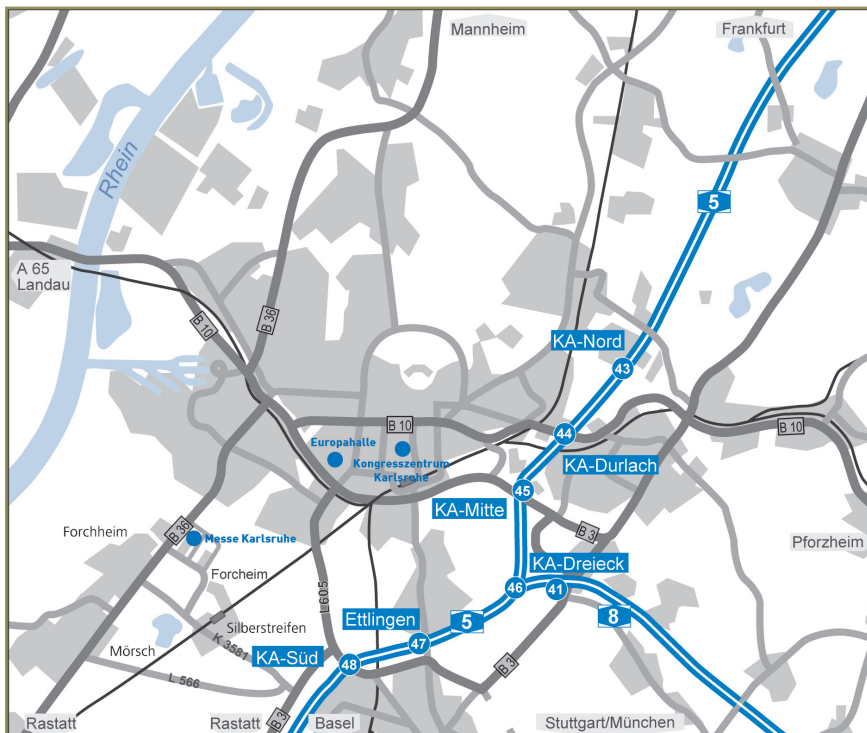 Mannheim
Frankfurt
Rhein
5
A 65
Landau
B 36
B 10
KA-Nord
43
B 10
B 10
44
Europahalle
Kongresszentrum
Karlsruhe
KA-Durlach
45
KA-Mitte
B 36
Forchheim
Messe Karlsruhe
B 3
Pforzheim
KA-Dreieck
Forcheim
46
41
L 605
Ettlingen
5
8
Silberstreifen
K 3581
Mörsch
KA-Süd
47
48
L 566
B 3
B 3
Rastatt
Rastatt
Basel
Stuttgart/München